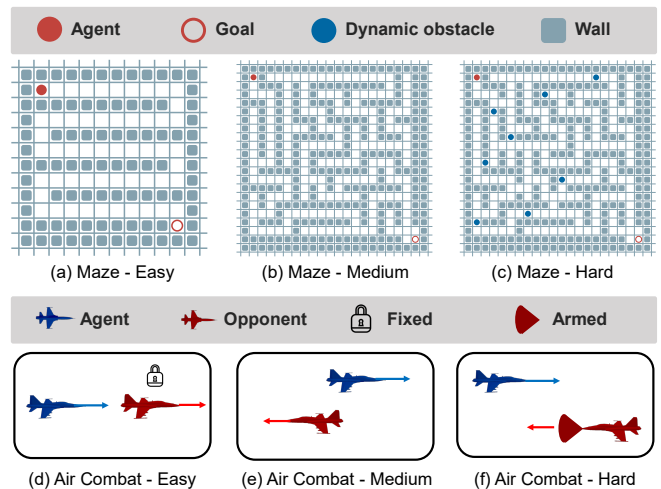 Agent Goal Dynamic obstacle Wall
(a) Maze - Easy (b) Maze - Medium (c) Maze - Hard
Agent Opponent Fixed Armed
(d) Air Combat - Easy (e) Air Combat - Medium (f) Air Combat - Hard